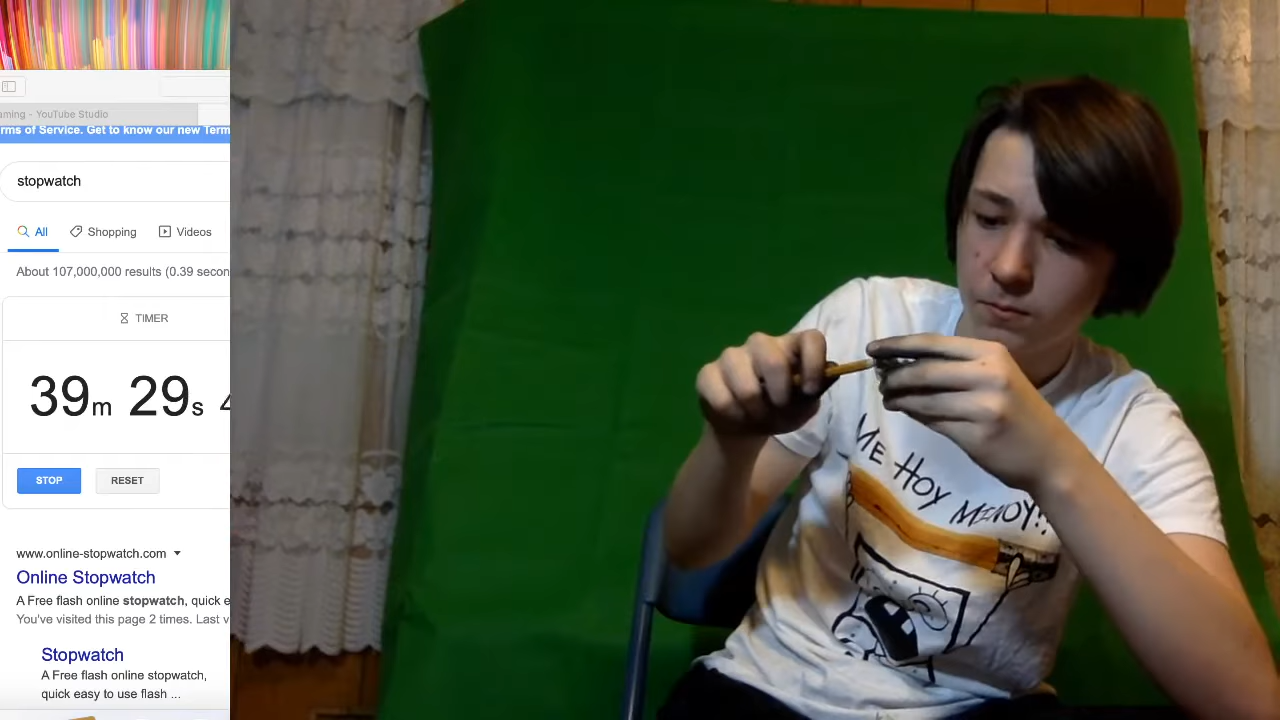 aming - YouTube Studio
rms of Service. Get to know our new Term
stopwatch
All Shopping Videos
About 107,000,000 results (0.39 secon
TIMER
39m 29s 4
STOP RESET
www.online-stopwatch.com
Online Stopwatch
A Free flash online stopwatch, quick e
You've visited this page 2 times. Last v
Stopwatch
A Free flash online stopwatch,
quick easy to use flash ...
ME HOY MINOY!!